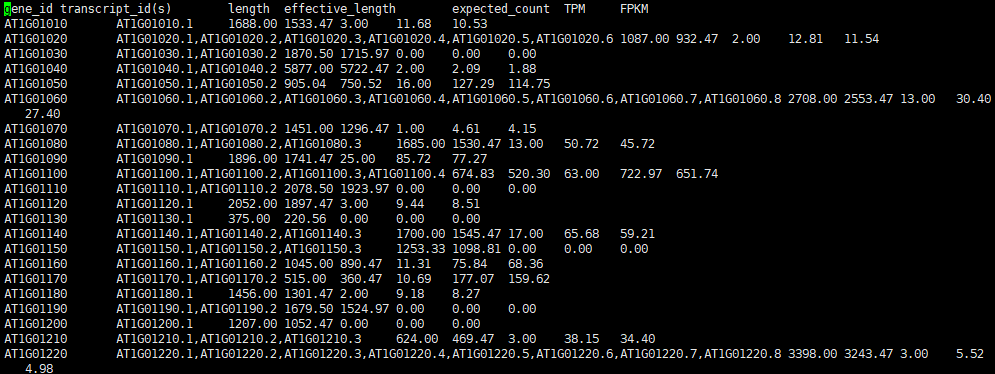 gene_id transcript_id(s) length effective_length expected_count TPM FPKM
AT1G01010 AT1G01010.1 1688.00 1533.47 3.00 11.68 10.53
AT1G01020 AT1G01020.1,AT1G01020.2,AT1G01020.3,AT1G01020.4,AT1G01020.5,AT1G01020.6 1087.00 932.47 2.00 12.81 11.54
AT1G01030 AT1G01030.1,AT1G01030.2 1870.50 1715.97 0.00 0.00 0.00
AT1G01040 AT1G01040.1,AT1G01040.2 5877.00 5722.47 2.00 2.09 1.88
AT1G01050 AT1G01050.1,AT1G01050.2 905.04 750.52 16.00 127.29 114.75
AT1G01060 AT1G01060.1,AT1G01060.2,AT1G01060.3,AT1G01060.4,AT1G01060.5,AT1G01060.6,AT1G01060.7,AT1G01060.8 2708.00 2553.47 13.00 30.40
27.40
AT1G01070 AT1G01070.1,AT1G01070.2 1451.00 1296.47 1.00 4.61 4.15
AT1G01080 AT1G01080.1,AT1G01080.2,AT1G01080.3 1685.00 1530.47 13.00 50.72 45.72
AT1G01090 AT1G01090.1 1896.00 1741.47 25.00 85.72 77.27
AT1G01100 AT1G01100.1,AT1G01100.2,AT1G01100.3,AT1G01100.4 674.83 520.30 63.00 722.97 651.74
AT1G01110 AT1G01110.1,AT1G01110.2 2078.50 1923.97 0.00 0.00 0.00
AT1G01120 AT1G01120.1 2052.00 1897.47 3.00 9.44 8.51
AT1G01130 AT1G01130.1 375.00 220.56 0.00 0.00 0.00
AT1G01140 AT1G01140.1,AT1G01140.2,AT1G01140.3 1700.00 1545.47 17.00 65.68 59.21
AT1G01150 AT1G01150.1,AT1G01150.2,AT1G01150.3 1253.33 1098.81 0.00 0.00 0.00
AT1G01160 AT1G01160.1,AT1G01160.2 1045.00 890.47 11.31 75.84 68.36
AT1G01170 AT1G01170.1,AT1G01170.2 515.00 360.47 10.69 177.07 159.62
AT1G01180 AT1G01180.1 1456.00 1301.47 2.00 9.18 8.27
AT1G01190 AT1G01190.1,AT1G01190.2 1679.50 1524.97 0.00 0.00 0.00
AT1G01200 AT1G01200.1 1207.00 1052.47 0.00 0.00 0.00
AT1G01210 AT1G01210.1,AT1G01210.2,AT1G01210.3 624.00 469.47 3.00 38.15 34.40
AT1G01220 AT1G01220.1,AT1G01220.2,AT1G01220.3,AT1G01220.4,AT1G01220.5,AT1G01220.6,AT1G01220.7,AT1G01220.8 3398.00 3243.47 3.00 5.52
4.98